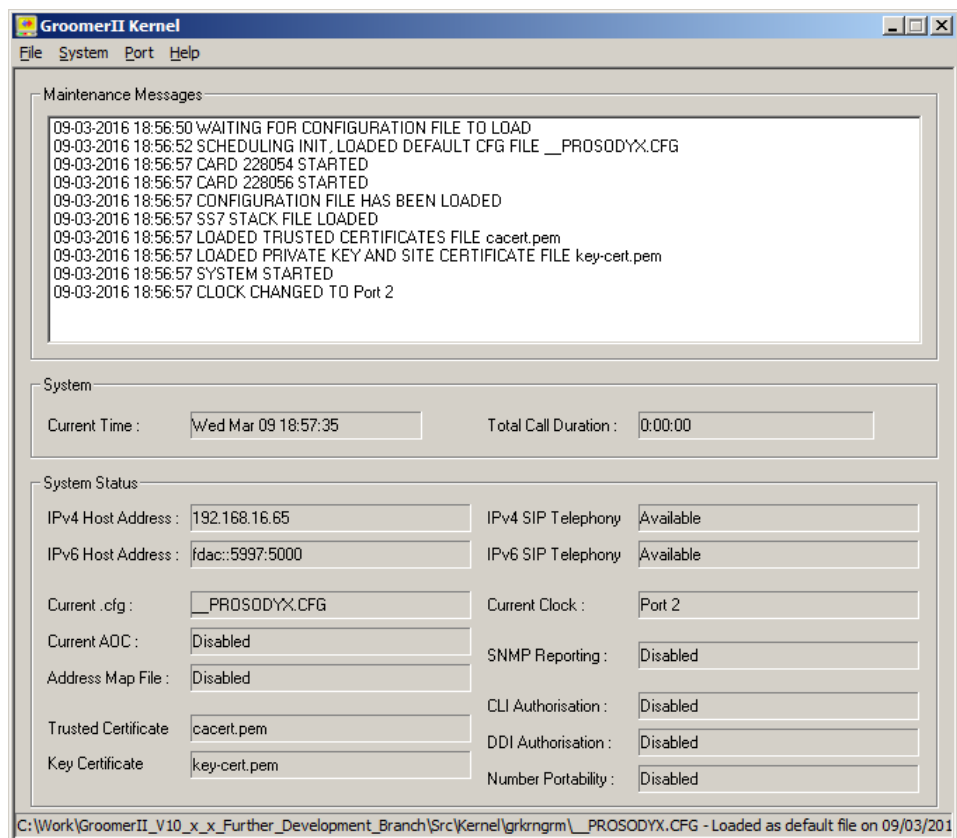 GroomerII Kernel
File System Port Help
Maintenance Messages
09-03-2016 18:56:50 WAITING FOR CONFIGURATION FILE TO LOAD
09-03-2016 18:56:52 SCHEDULING INIT, LOADED DEFAULT CFG FILE __PROSODYX.CFG
09-03-2016 18:56:57 CARD 228054 STARTED
09-03-2016 18:56:57 CARD 228056 STARTED
09-03-2016 18:56:57 CONFIGURATION FILE HAS BEEN LOADED
09-03-2016 18:56:57 SS7 STACK FILE LOADED
09-03-2016 18:56:57 LOADED TRUSTED CERTIFICATES FILE cacert.pem
09-03-2016 18:56:57 LOADED PRIVATE KEY AND SITE CERTIFICATE FILE key-cert.pem
09-03-2016 18:56:57 SYSTEM STARTED
09-03-2016 18:56:57 CLOCK CHANGED TO Port 2
System
Current Time : Wed Mar 09 18:57:35 Total Call Duration : 0:00:00
System Status
IPv4 Host Address : 192.168.16.65 IPv4 SIP Telephony Available
IPv6 Host Address : fdac::5997:5000 IPv6 SIP Telephony Available
Current .cfg : __PROSODYX.CFG Current Clock : Port 2
Current AOC : Disabled
SNMP Reporting : Disabled
Address Map File : Disabled
CLI Authorisation : Disabled
Trusted Certificate cacert.pem
DDI Authorisation : Disabled
Key Certificate key-cert.pem
Number Portability : Disabled
C:\Work\GroomerII_V10_x_x_Further_Development_Branch\Src\Kernel\grkrngrm\__PROSODYX.CFG - Loaded as default file on 09/03/201